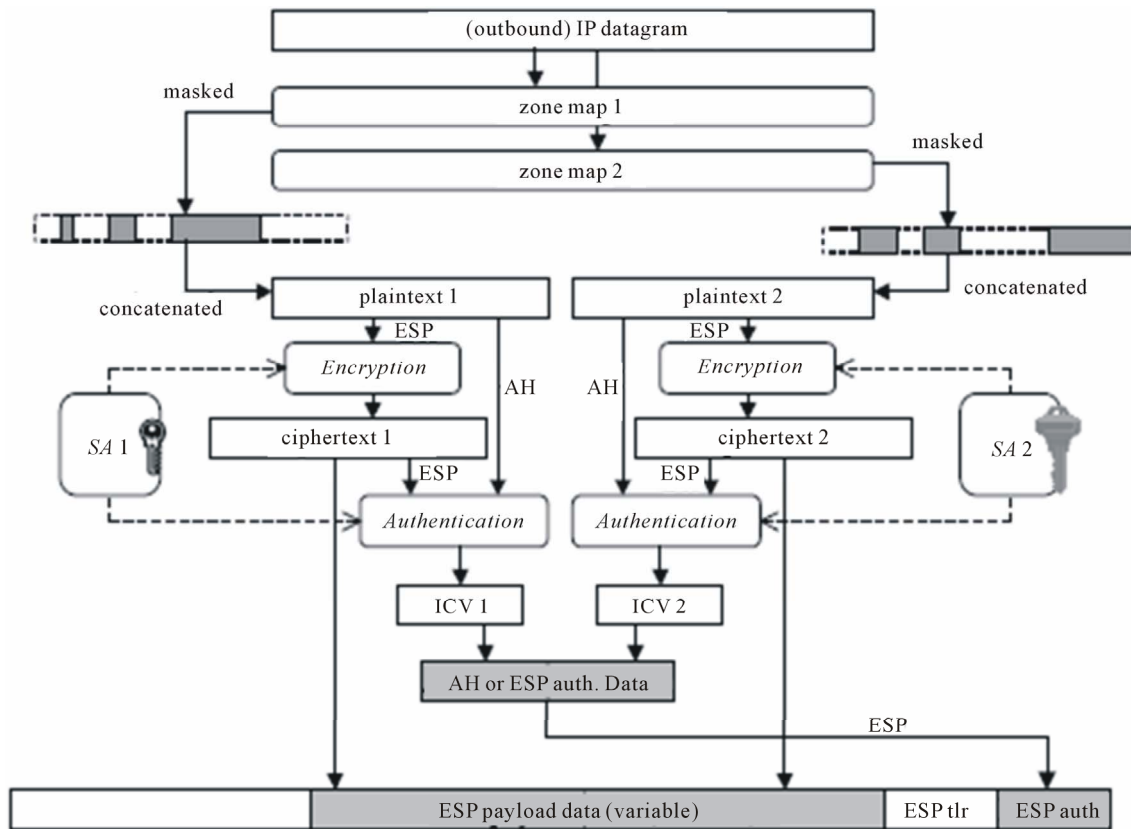 (outbound) IP datagram
masked
zone map 1
masked
zone map 2
concatenated
plaintext 1
plaintext 2
concatenated
ESP
ESP
Encryption
AH
AH
Encryption
SA 1
ciphertext 1
ciphertext 2
SA 2
ESP
ESP
Authentication
Authentication
ICV 1
ICV 2
AH or ESP auth. Data
ESP
ESP payload data (variable)
ESP tlr
ESP auth